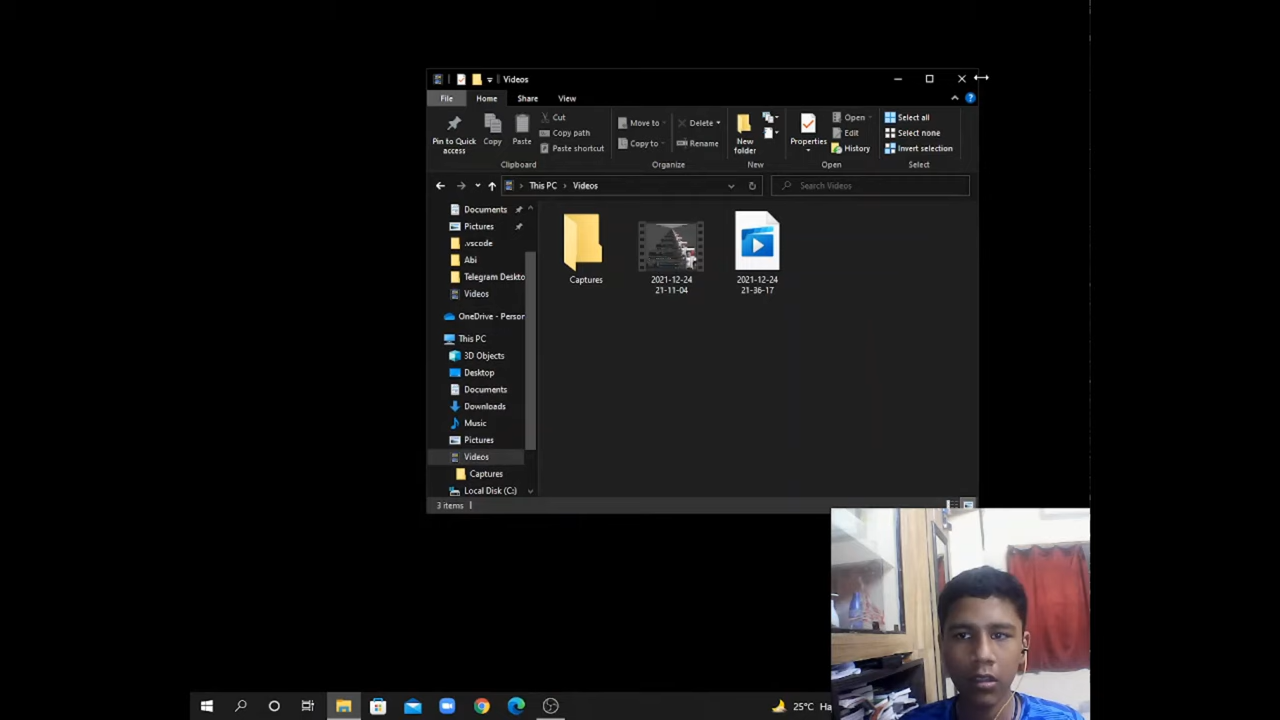 Videos
File Home Share View
Pin to Quick access
Copy
Paste
Cut
Copy path
Paste shortcut
Clipboard
Move to
Copy to
Delete
Rename
Organize
New folder
New
Properties
Open
Edit
History
Open
Select all
Select none
Invert selection
Select
This PC > Videos
Search Videos
Documents
Pictures
.vscode
Abi
Telegram Deskto
Videos
OneDrive - Person
This PC
3D Objects
Desktop
Documents
Downloads
Music
Pictures
Videos
Captures
Local Disk (C:)
Captures
2021-12-24
21-11-04
2021-12-24
21-36-17
3 items
25°C Ha